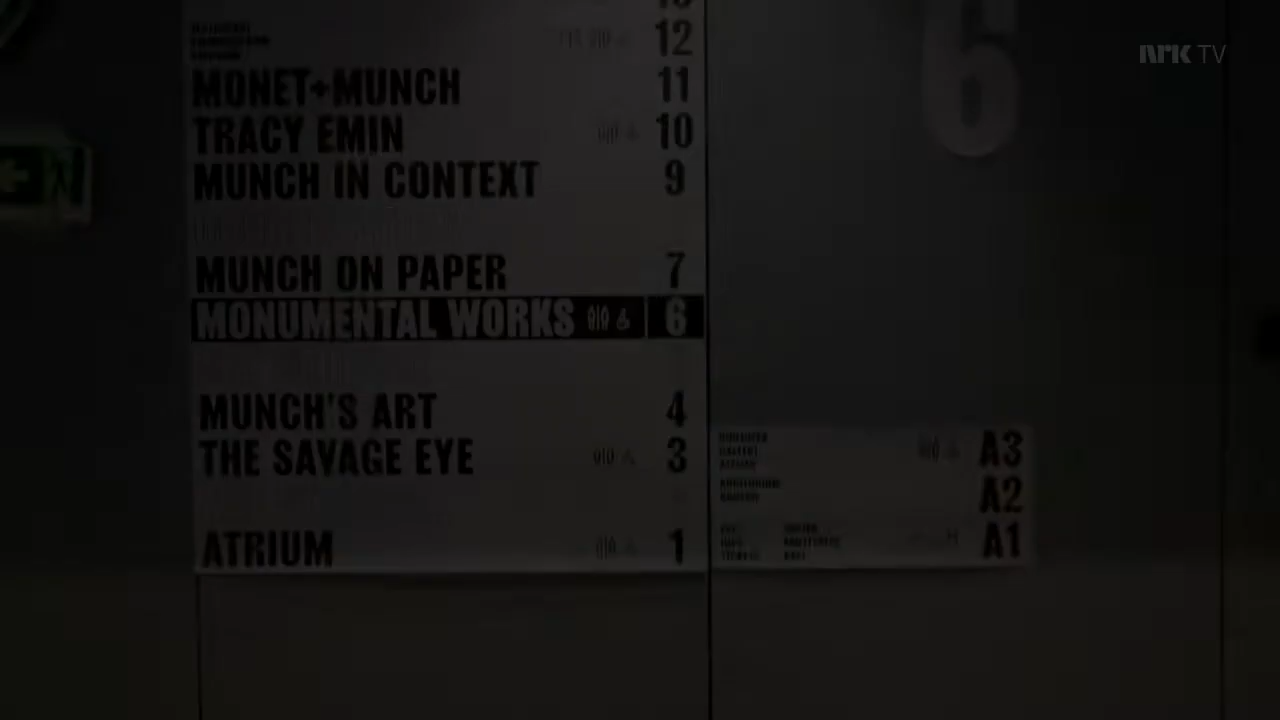 12
MONET+MUNCH 11
TRACY EMIN 10
MUNCH IN CONTEXT 9
MUNCH ON PAPER 7
MONUMENTAL WORKS 6
MUNCH'S ART 4
THE SAVAGE EYE 3
ATRIUM 1
6
NRK TV
A3
A2
A1